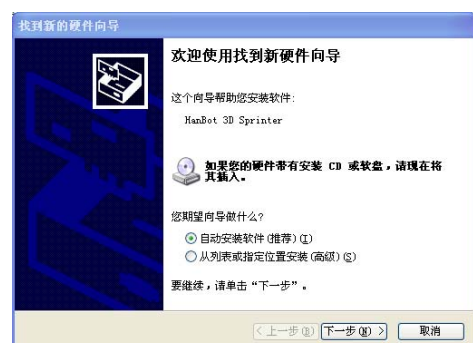 找到新的硬件向导
欢迎使用找到新硬件向导
这个向导帮助您安装软件:
HanBot 3D Sprinter
如果您的硬件带有安装 CD 或软盘，请现在将
其插入。
您期望向导做什么?
自动安装软件(推荐)(I)
从列表或指定位置安装(高级)(S)
要继续，请单击“下一步”。
< 上一步(B) 下一步(N) > 取消